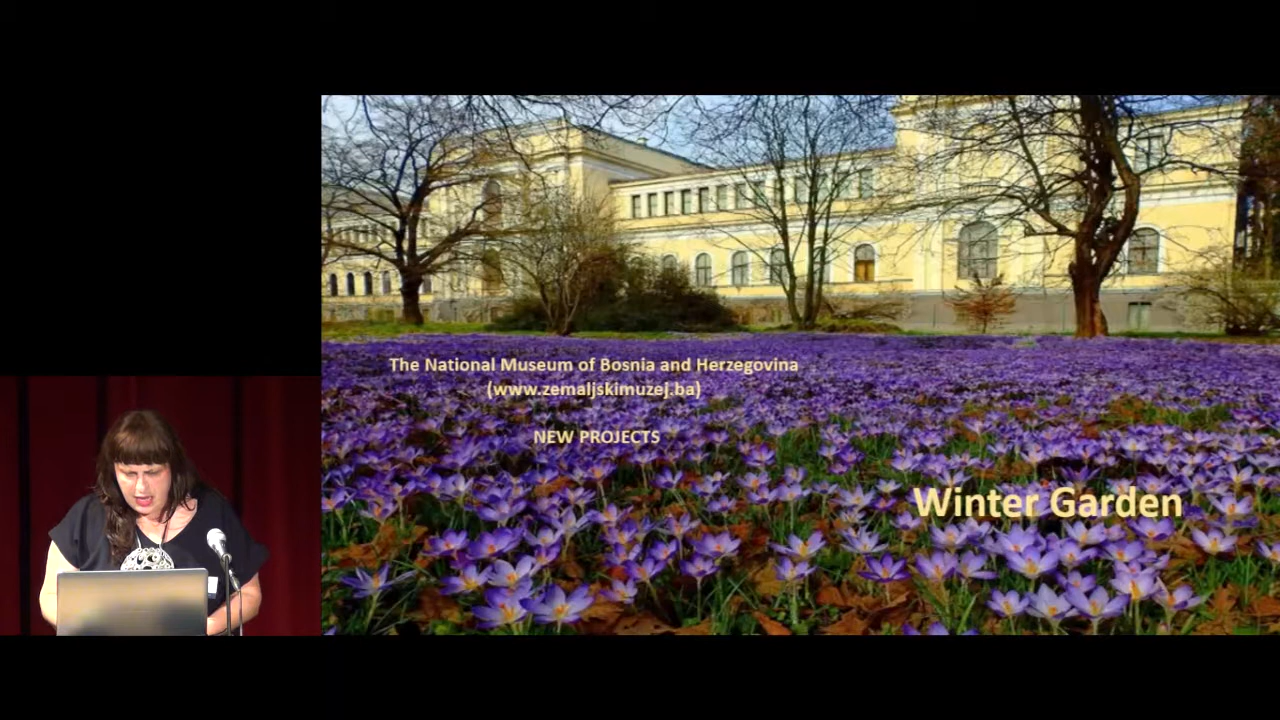 The National Museum of Bosnia and Herzegovina
(www.zemaljskimuzej.ba)
NEW PROJECTS
Winter Garden